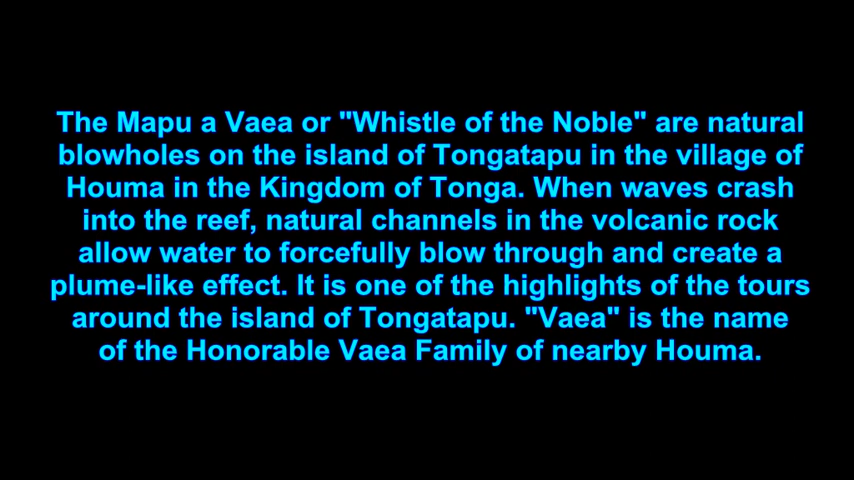 The Mapu a Vaea or "Whistle of the Noble" are natural
blowholes on the island of Tongatapu in the village of
Houma in the Kingdom of Tonga. When waves crash
into the reef, natural channels in the volcanic rock
allow water to forcefully blow through and create a
plume-like effect. It is one of the highlights of the tours
around the island of Tongatapu. "Vaea" is the name
of the Honorable Vaea Family of nearby Houma.